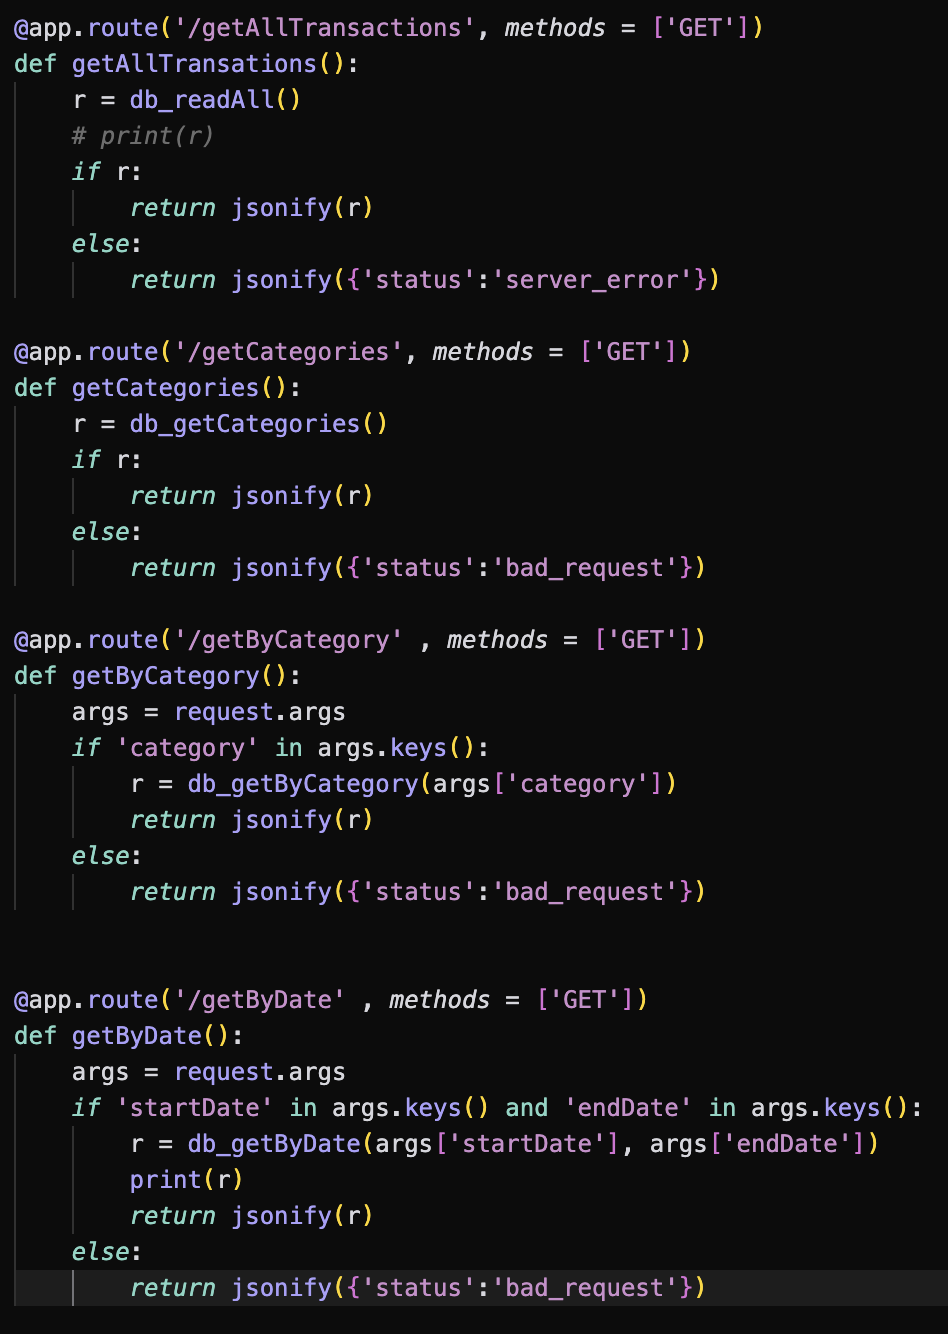 @app.route('/getAllTransactions', methods = ['GET'])
def getAllTransations():
    r = db_readAll()
    # print(r)
    if r:
        return jsonify(r)
    else:
        return jsonify({'status':'server_error'})

@app.route('/getCategories', methods = ['GET'])
def getCategories():
    r = db_getCategories()
    if r:
        return jsonify(r)
    else:
        return jsonify({'status':'bad_request'})

@app.route('/getByCategory' , methods = ['GET'])
def getByCategory():
    args = request.args
    if 'category' in args.keys():
        r = db_getByCategory(args['category'])
        return jsonify(r)
    else:
        return jsonify({'status':'bad_request'})


@app.route('/getByDate' , methods = ['GET'])
def getByDate():
    args = request.args
    if 'startDate' in args.keys() and 'endDate' in args.keys():
        r = db_getByDate(args['startDate'], args['endDate'])
        print(r)
        return jsonify(r)
    else:
        return jsonify({'status':'bad_request'})